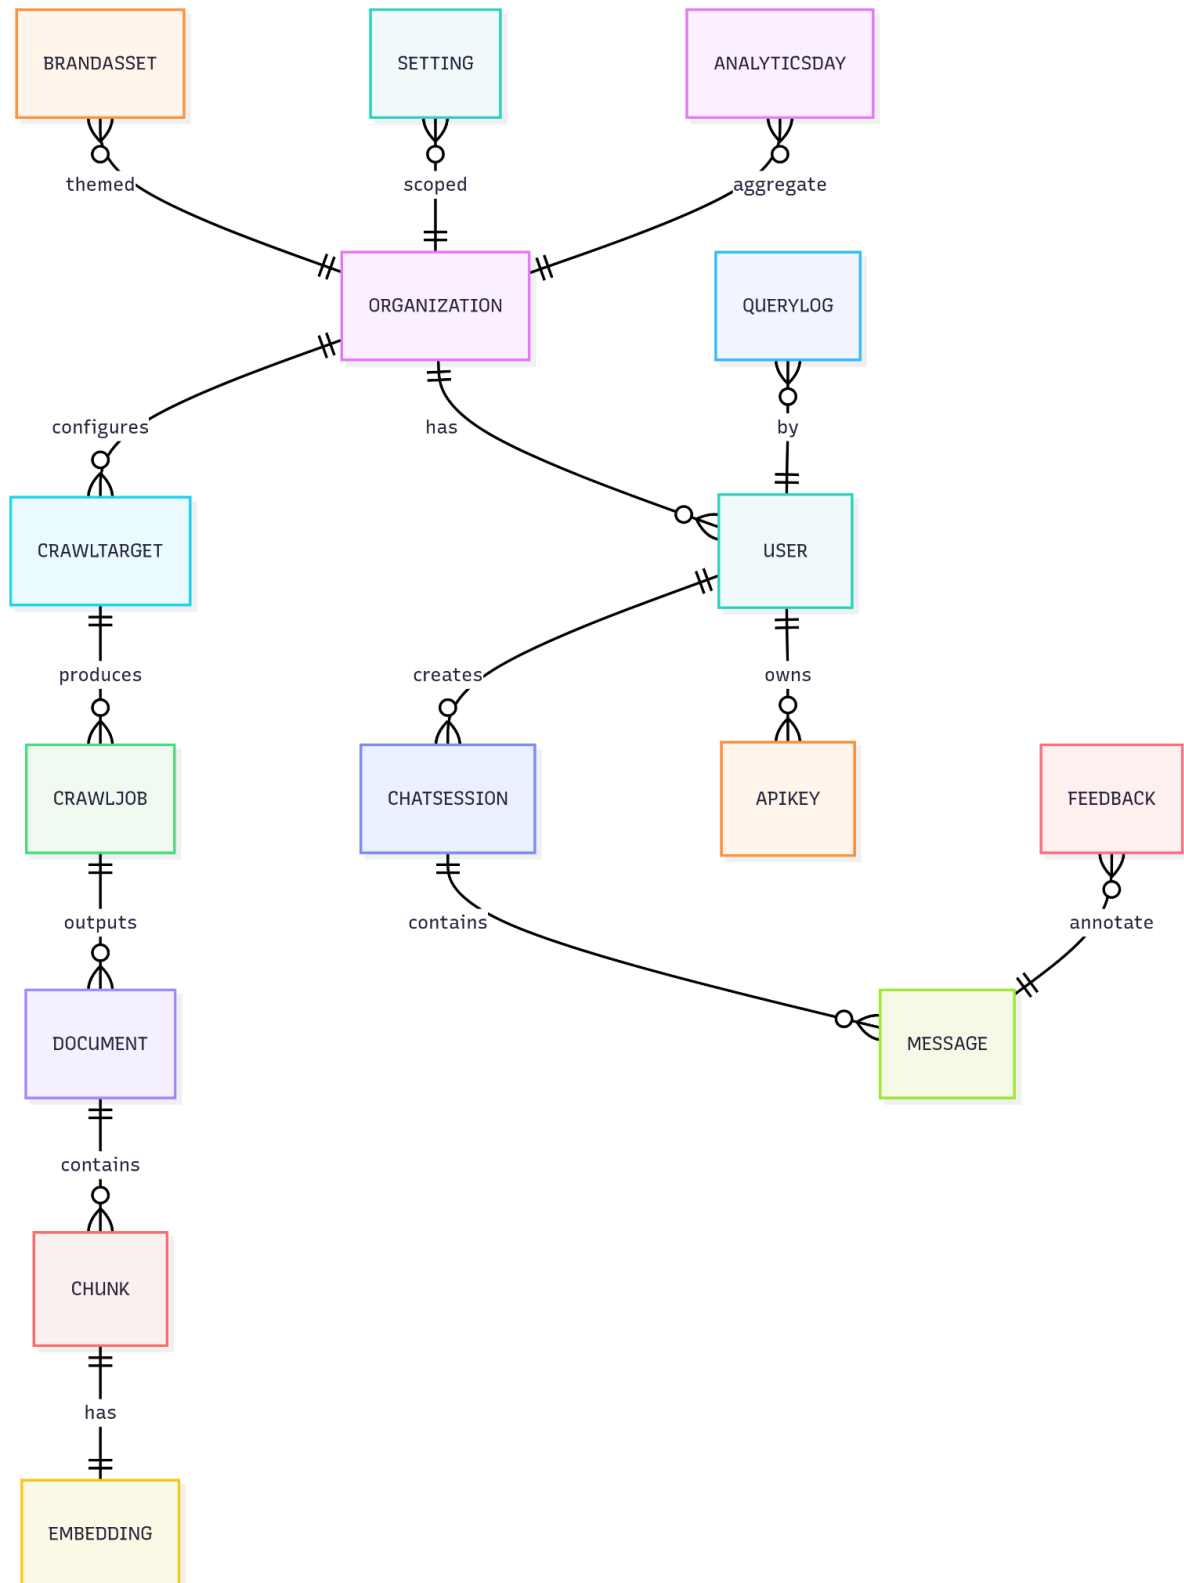 BRANDASSET
SETTING
ANALYTICSDAY
themed
scoped
aggregate
ORGANIZATION
QUERYLOG
configures
has
by
CRAWLTARGET
USER
produces
creates
owns
CRAWLJOB
CHATSESSION
APIKEY
FEEDBACK
outputs
contains
annotate
DOCUMENT
MESSAGE
contains
CHUNK
has
EMBEDDING